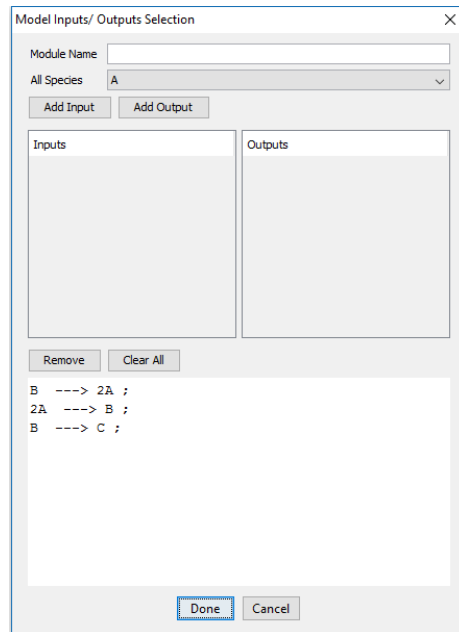 Model Inputs/ Outputs Selection
Module Name
All Species A
Add Input Add Output
Inputs Outputs
Remove Clear All
B ---> 2A ;
2A ---> B ;
B ---> C ;
Done Cancel